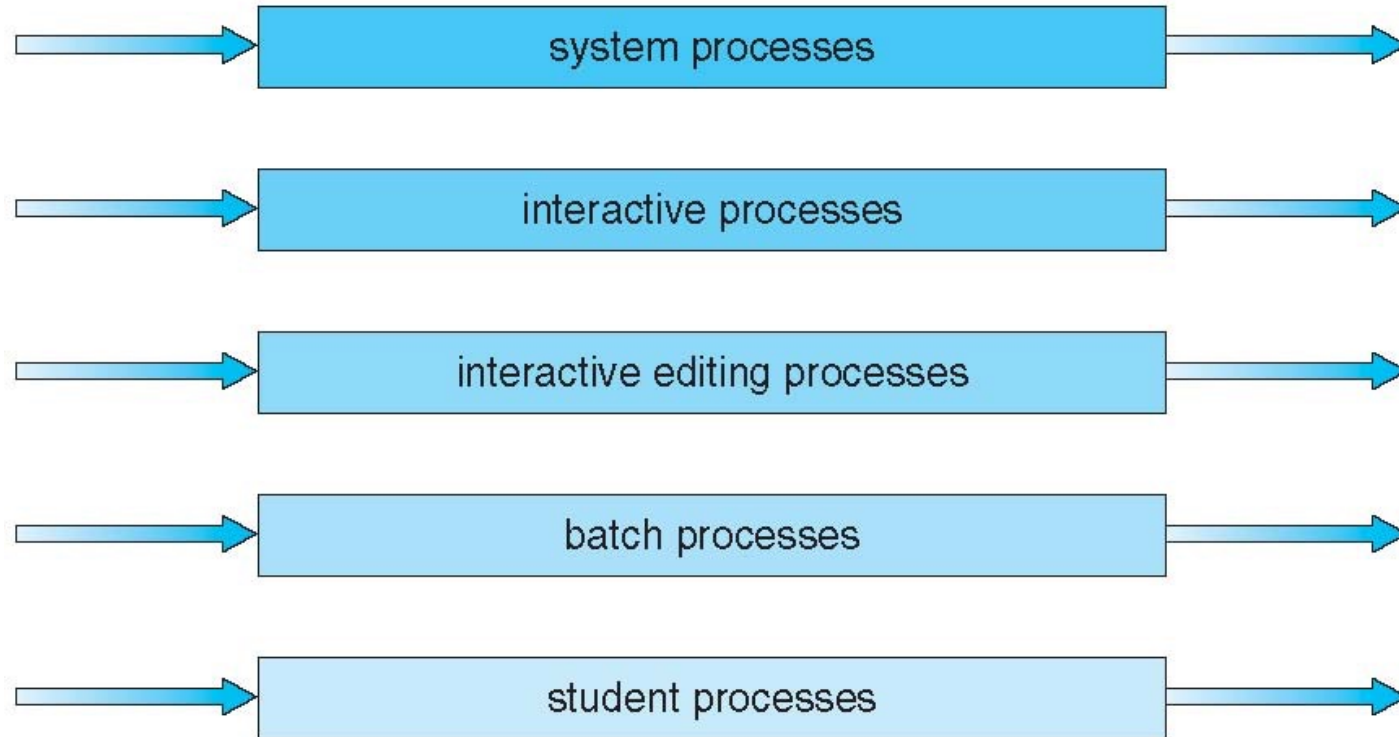 system processes
interactive processes
interactive editing processes
batch processes
student processes